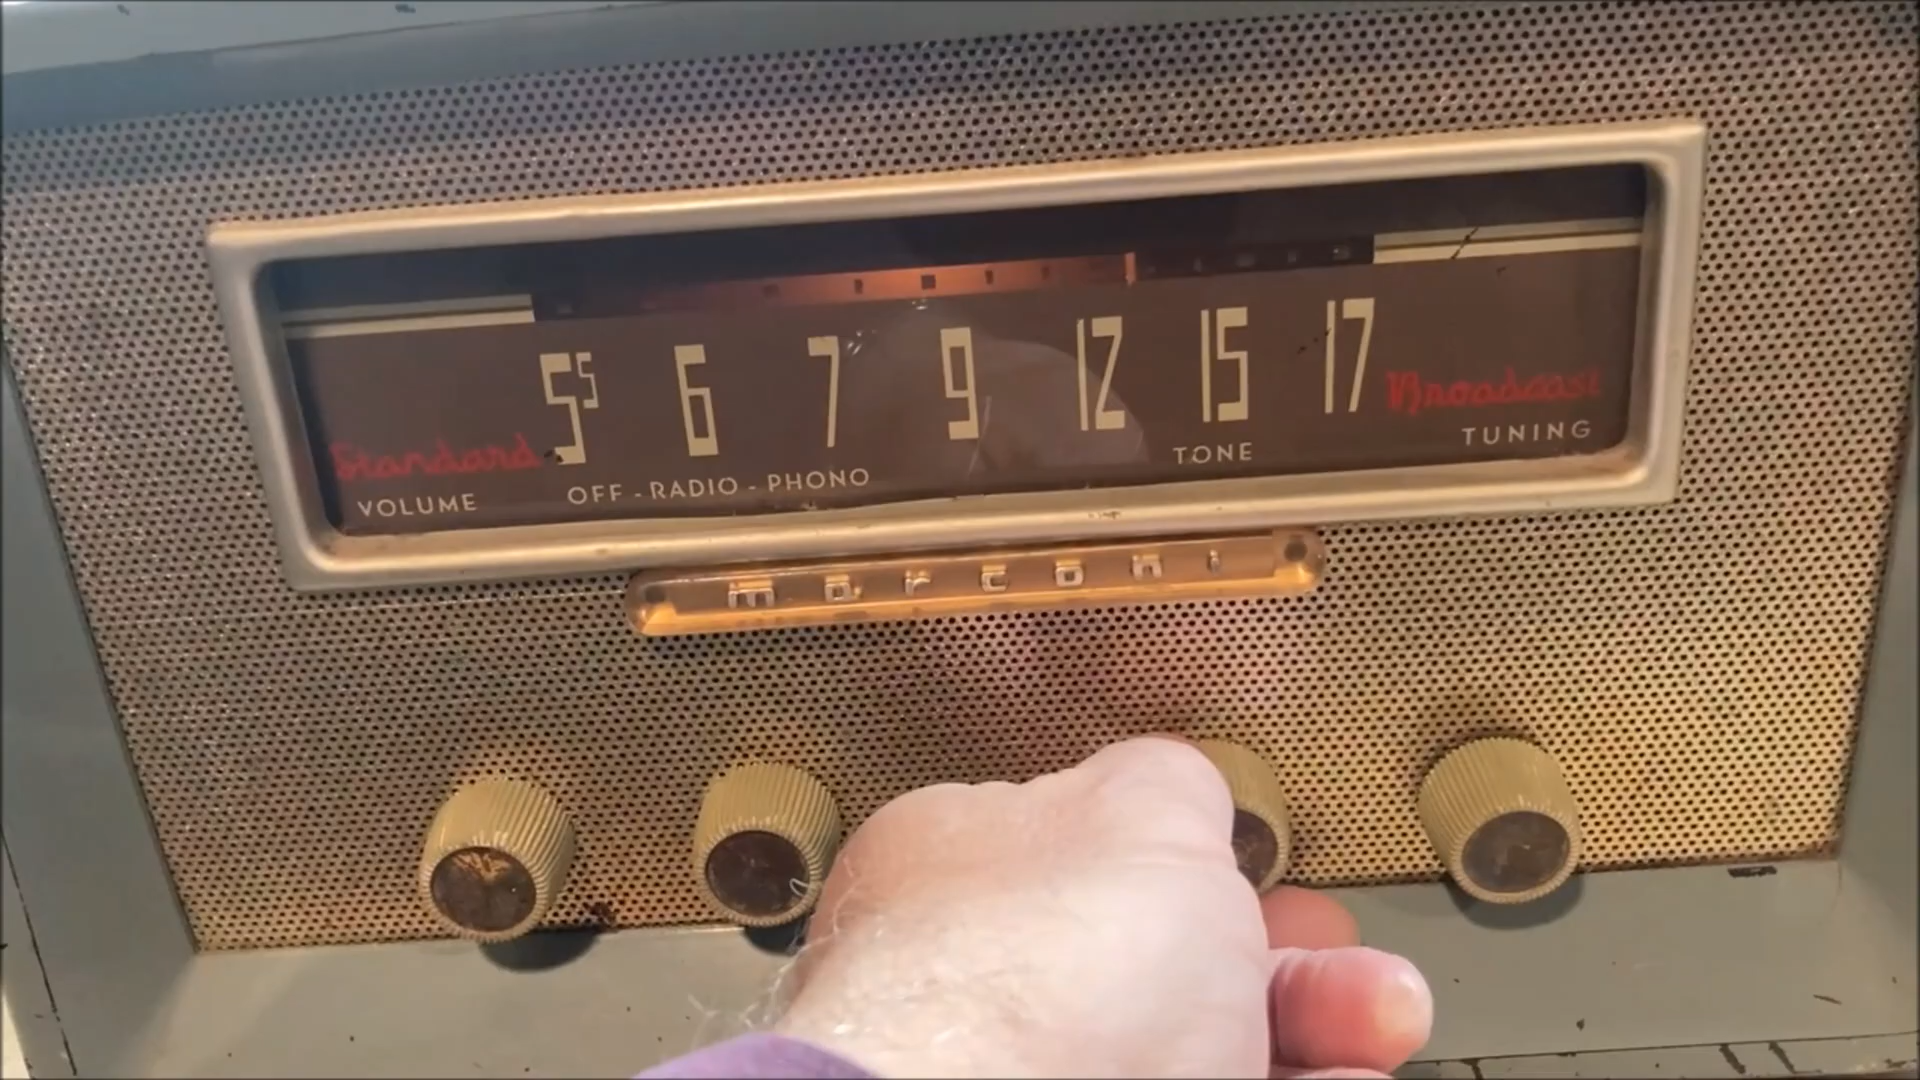 5⁵ 6 7 9 12 15 17
Standard Broadcast
VOLUME OFF - RADIO - PHONO TONE TUNING
marconi